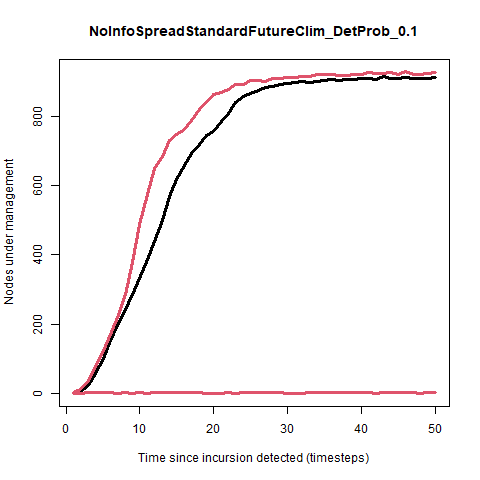 NoInfoSpreadStandardFutureClim_DetProb_0.1
Nodes under management
800
600
400
200
0
0 10 20 30 40 50
Time since incursion detected (timesteps)